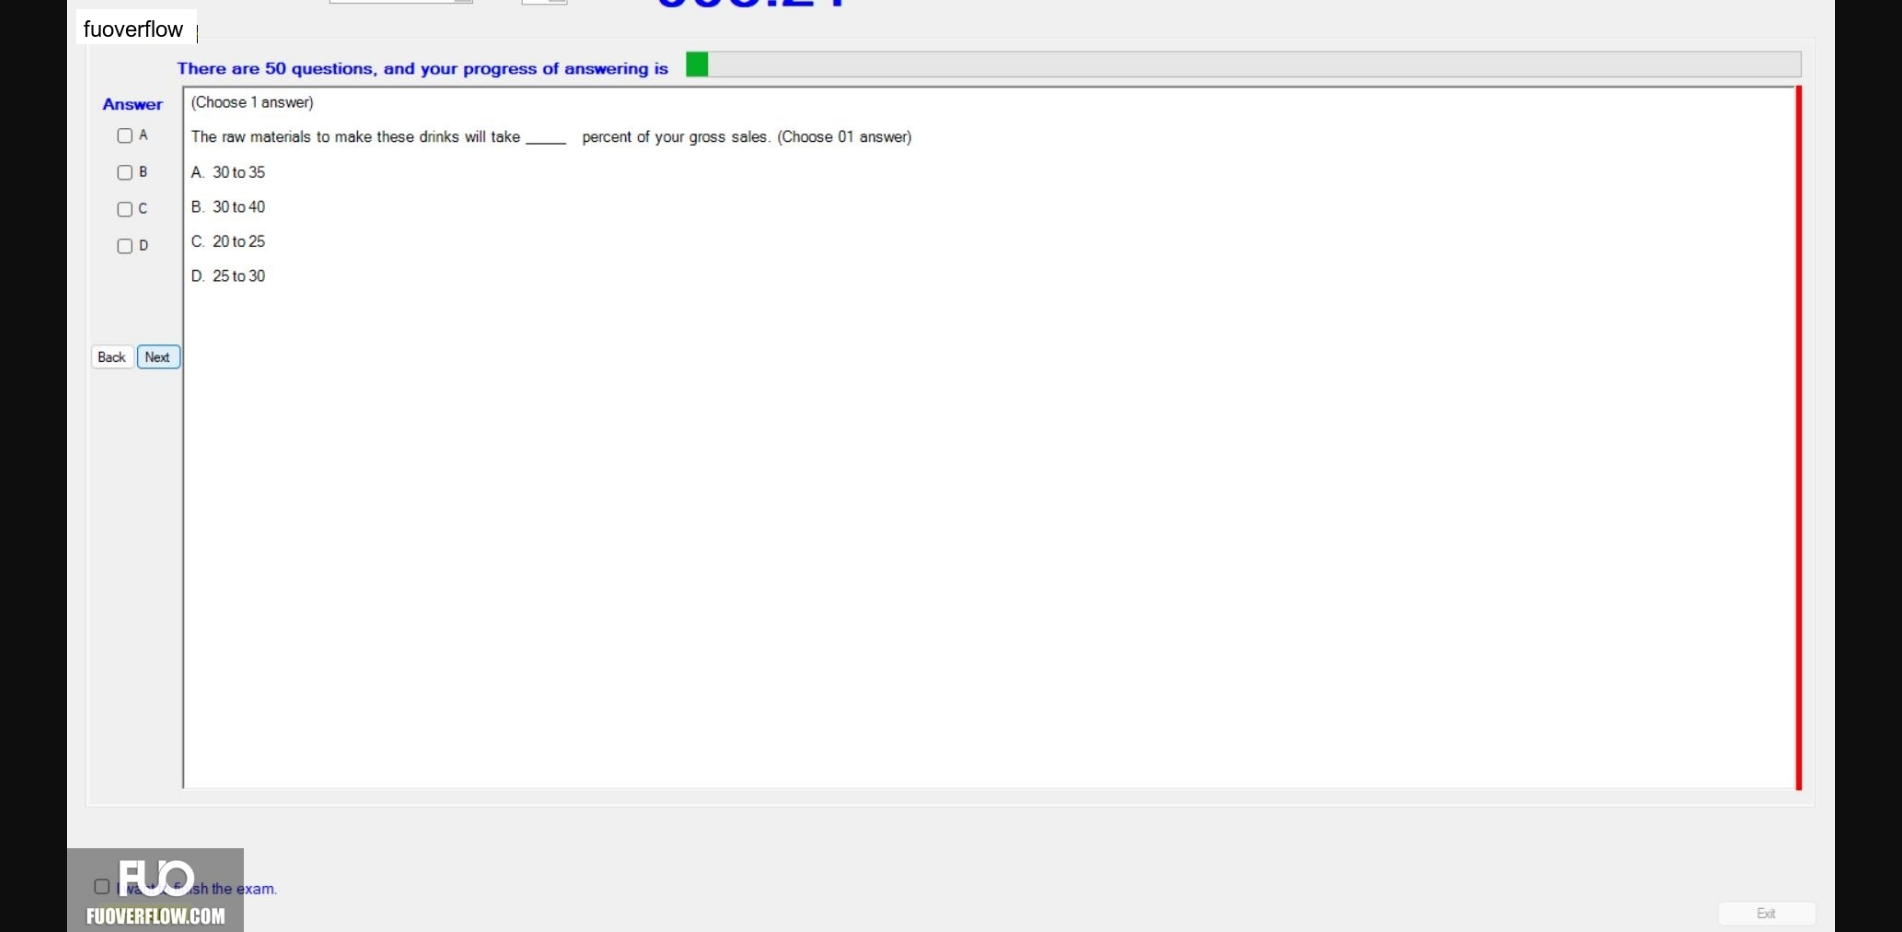 fuoverflow
There are 50 questions, and your progress of answering is
Answer
(Choose 1 answer)
A
The raw materials to make these drinks will take _____ percent of your gross sales. (Choose 01 answer)
B
A. 30 to 35
C
B. 30 to 40
D
C. 20 to 25
D. 25 to 30
Back Next
FUO
I want finish the exam.
FUOVERFLOW.COM
Exit